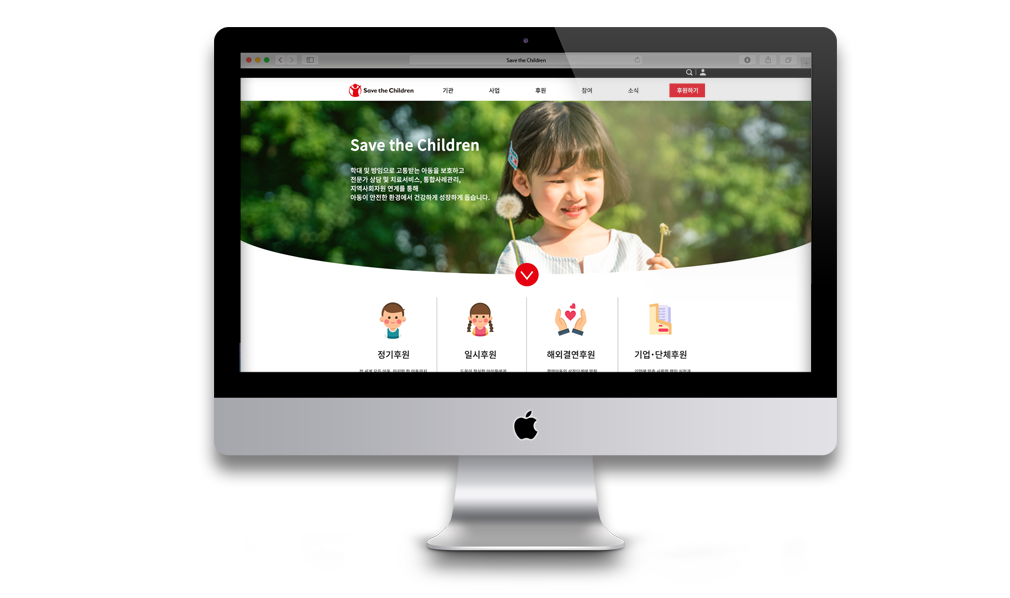 Save the Children
Save the Children
기관
사업
후원
참여
소식
후원하기
Save the Children
학대 및 방임으로 고통받는 아동을 보호하고
전문가 상담 및 치료서비스, 통합사례관리,
지역사회자원 연계를 통해
아동이 안전한 환경에서 건강하게 성장하게 돕습니다.
정기후원
일시후원
해외결연후원
기업·단체후원